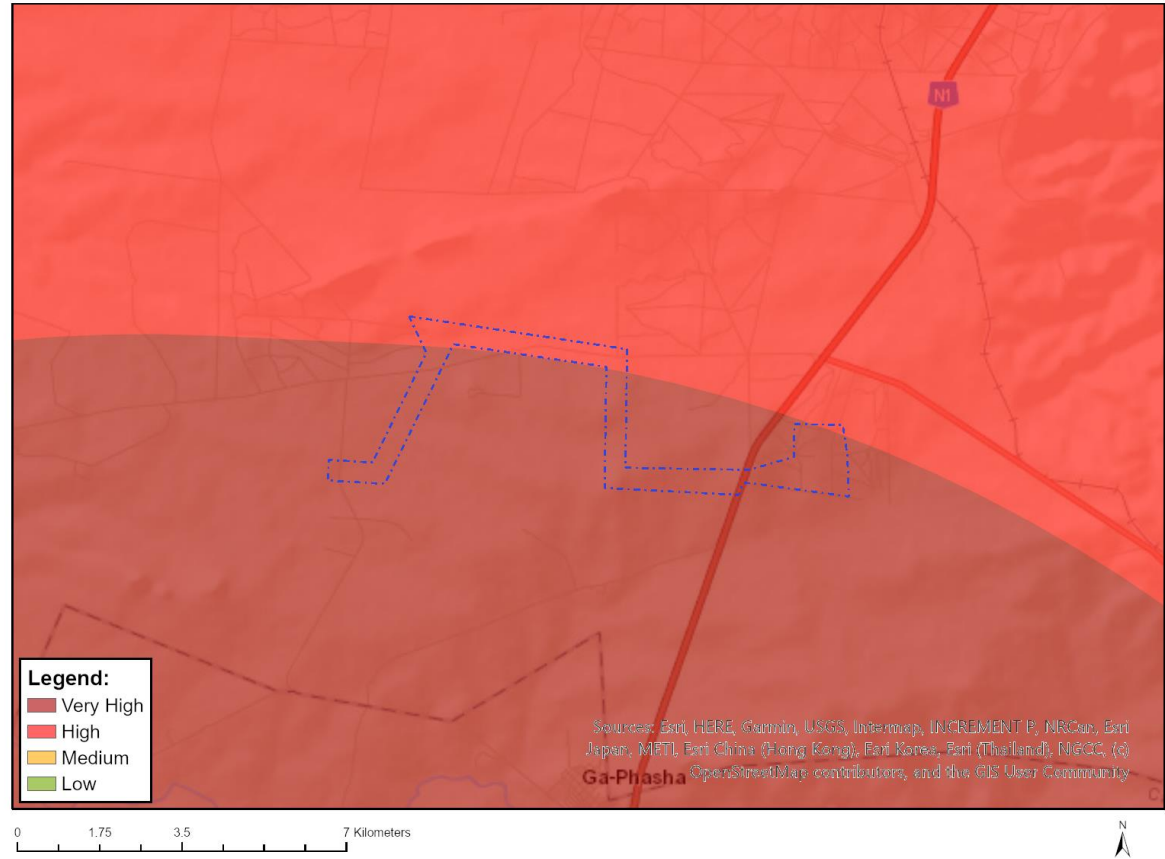 N1
Legend:
Very High
High
Medium
Low
Sources: Esri, HERE, Garmin, USGS, Intermap, INCREMENT P, NRCan, Esri
Japan, METI, Esri China (Hong Kong), Esri Korea, Esri (Thailand), NGCC, (c)
OpenStreetMap contributors, and the GIS User Community
Ga-Phasha
0 1.75 3.5 7 Kilometers
N